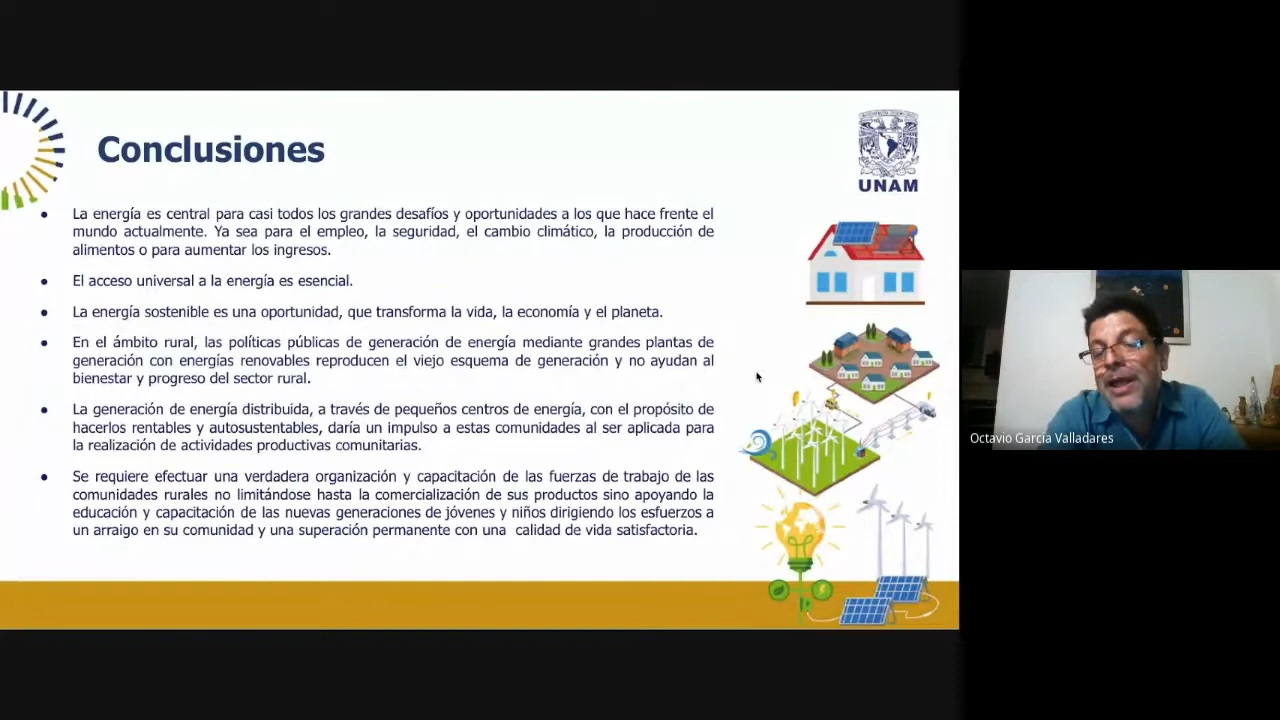 Conclusiones
UNAM
● La energía es central para casi todos los grandes desafíos y oportunidades a los que hace frente el
mundo actualmente. Ya sea para el empleo, la seguridad, el cambio climático, la producción de
alimentos o para aumentar los ingresos.
● El acceso universal a la energía es esencial.
● La energía sostenible es una oportunidad, que transforma la vida, la economía y el planeta.
● En el ámbito rural, las políticas públicas de generación de energía mediante grandes plantas de
generación con energías renovables reproducen el viejo esquema de generación y no ayudan al
bienestar y progreso del sector rural.
● La generación de energía distribuida, a través de pequeños centros de energía, con el propósito de
hacerlos rentables y autosustentables, daría un impulso a estas comunidades al ser aplicada para
la realización de actividades productivas comunitarias.
● Se requiere efectuar una verdadera organización y capacitación de las fuerzas de trabajo de las
comunidades rurales no limitándose hasta la comercialización de sus productos sino apoyando la
educación y capacitación de las nuevas generaciones de jóvenes y niños dirigiendo los esfuerzos a
un arraigo en su comunidad y una superación permanente con una calidad de vida satisfactoria.
Octavio García Valladares